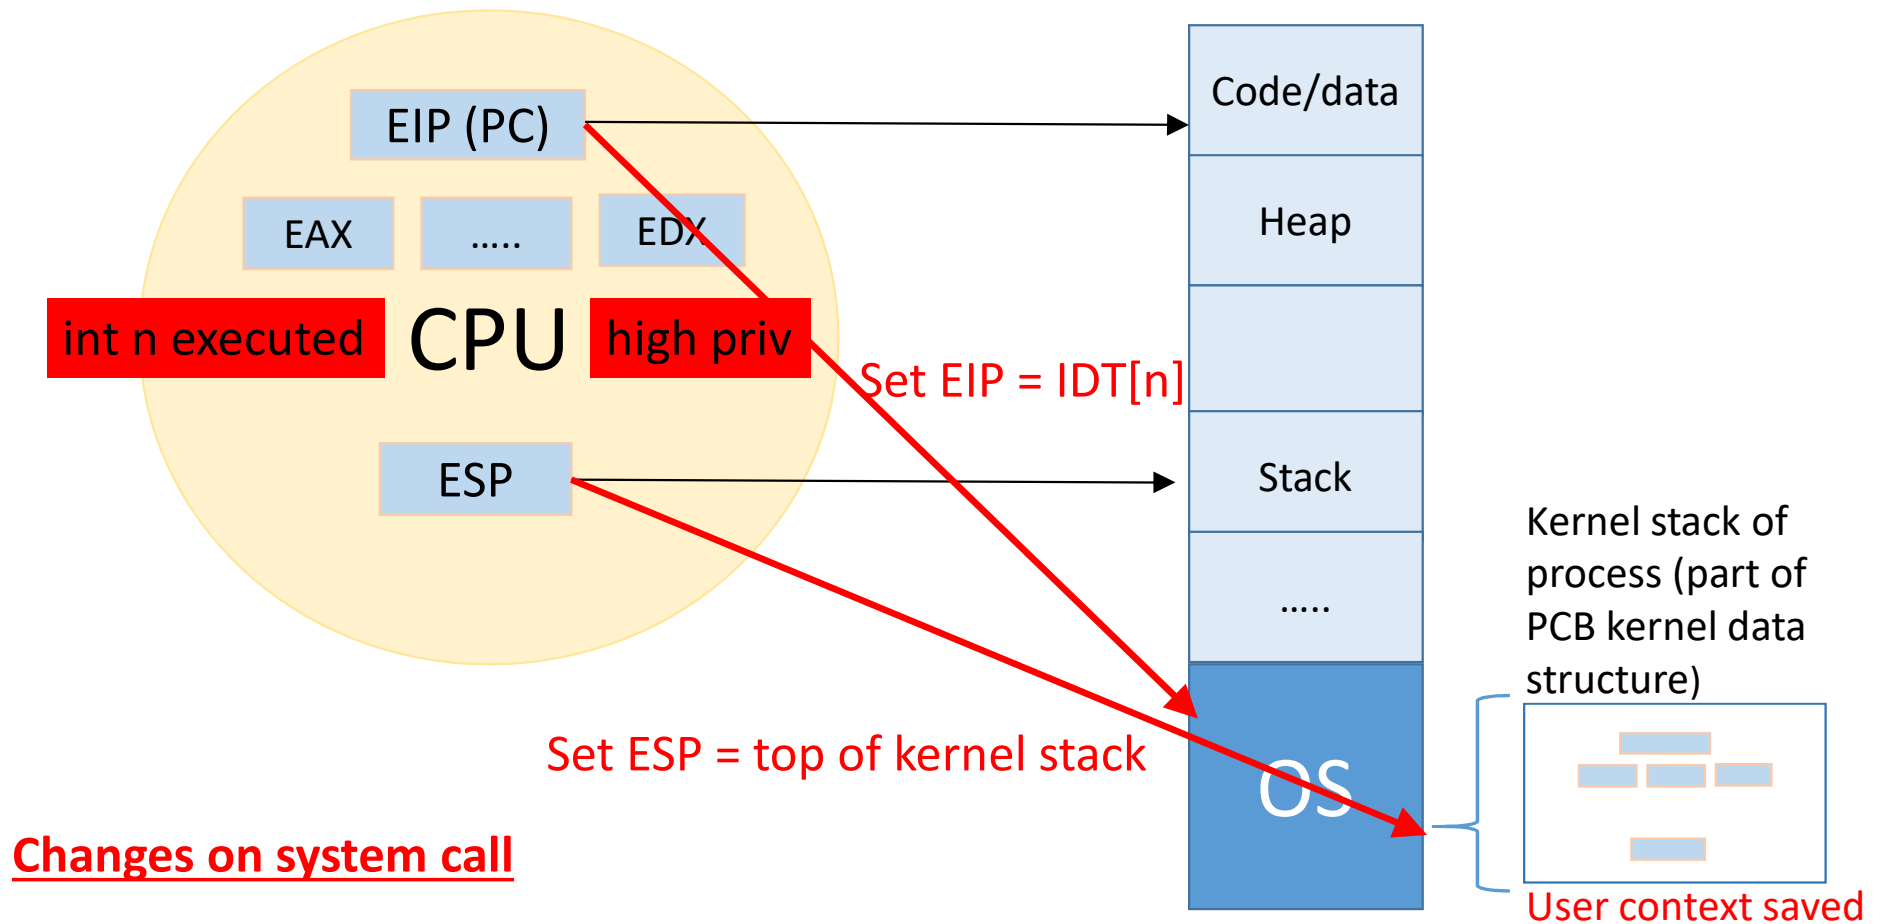 EIP (PC)
EAX
.....
EDX
int n executed
CPU
high priv
ESP
Set EIP = IDT[n]
Set ESP = top of kernel stack
Changes on system call
Code/data
Heap
Stack
.....
OS
Kernel stack of
process (part of
PCB kernel data
structure)
User context saved